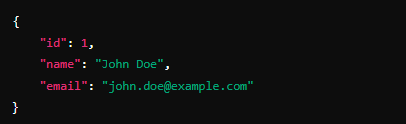 {
    "id": 1,
    "name": "John Doe",
    "email": "john.doe@example.com"
}